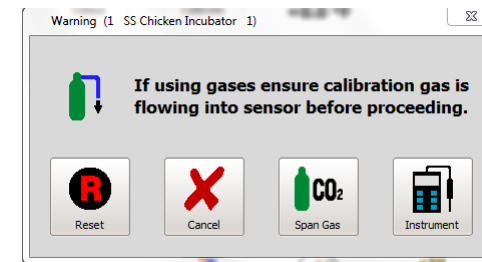 Warning (1 SS Chicken Incubator 1)
If using gases ensure calibration gas is
flowing into sensor before proceeding.
R
CO₂
Reset
Cancel
Span Gas
Instrument